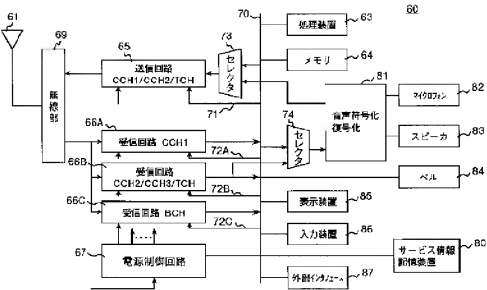 61
60
69
70
73
65
送信回路
CCH1/CCH2/TCH
セレクタ
63
処理装置
64
メモリ
無線部
71
81
音声符号化
復号化
マイクロフォン
82
66A
受信回路 CCH1
74
セレクタ
スピーカ
83
72A
66B
受信回路
CCH2/CCH3/TCH
ベル
84
72B
66C
受信回路 BCH
表示装置
85
72C
入力装置
86
67
電源制御回路
サービス情報
記憶装置
80
外部インタフェース
87